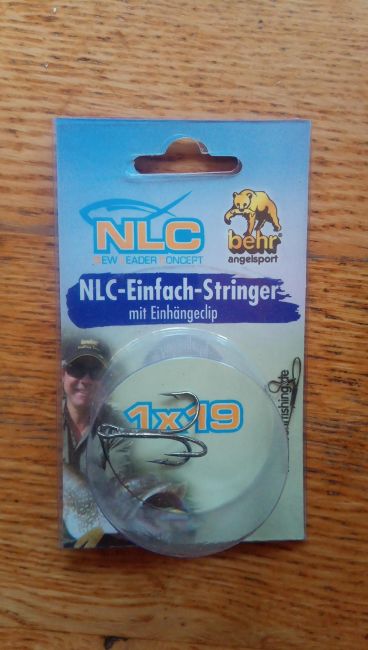 NLC
NEW LEADER CONCEPT
behr®
angelsport
NLC-Einfach-Stringer
mit Einhängeclip
1x19